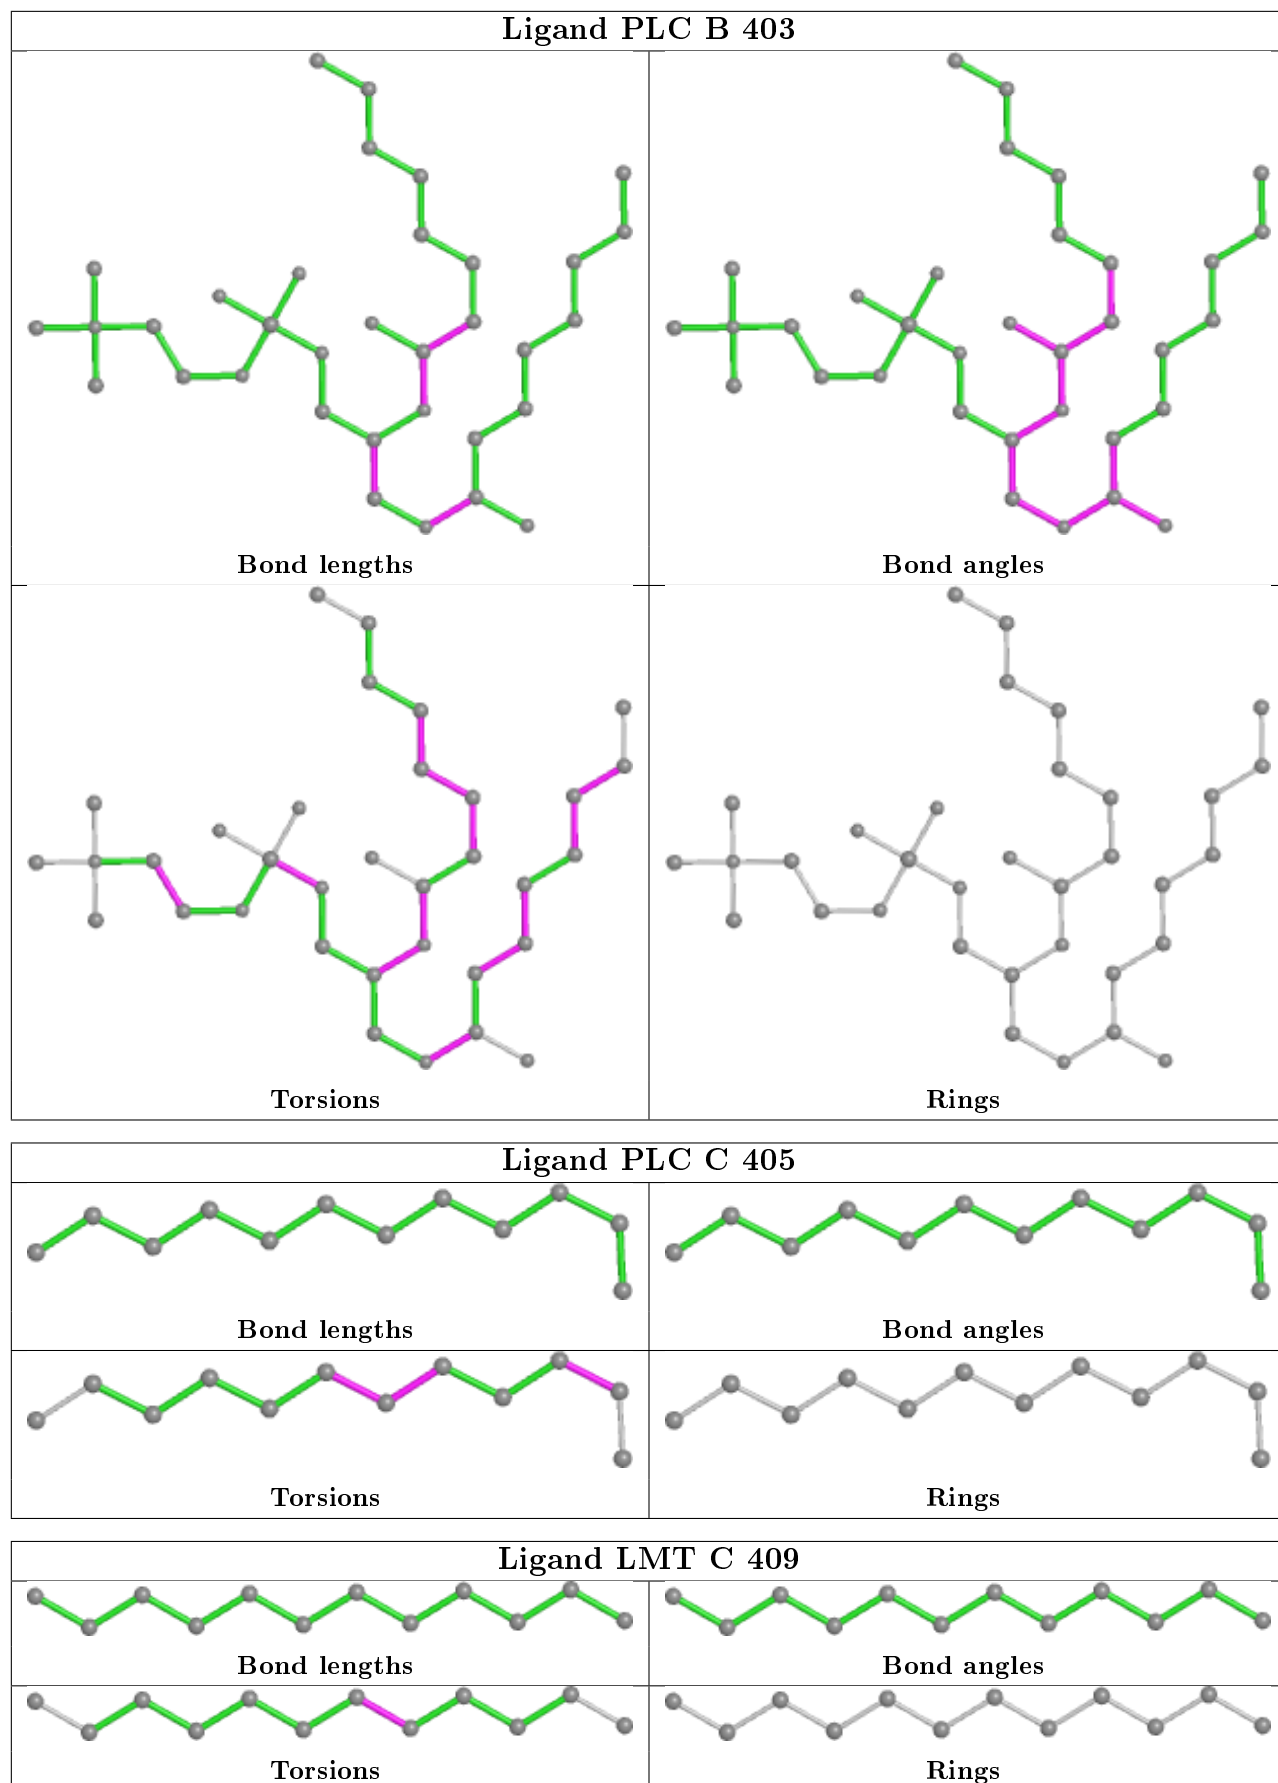 Ligand PLC B 403
Bond lengths
Bond angles
Torsions
Rings
Ligand PLC C 405
Bond lengths
Bond angles
Torsions
Rings
Ligand LMT C 409
Bond lengths
Bond angles
Torsions
Rings